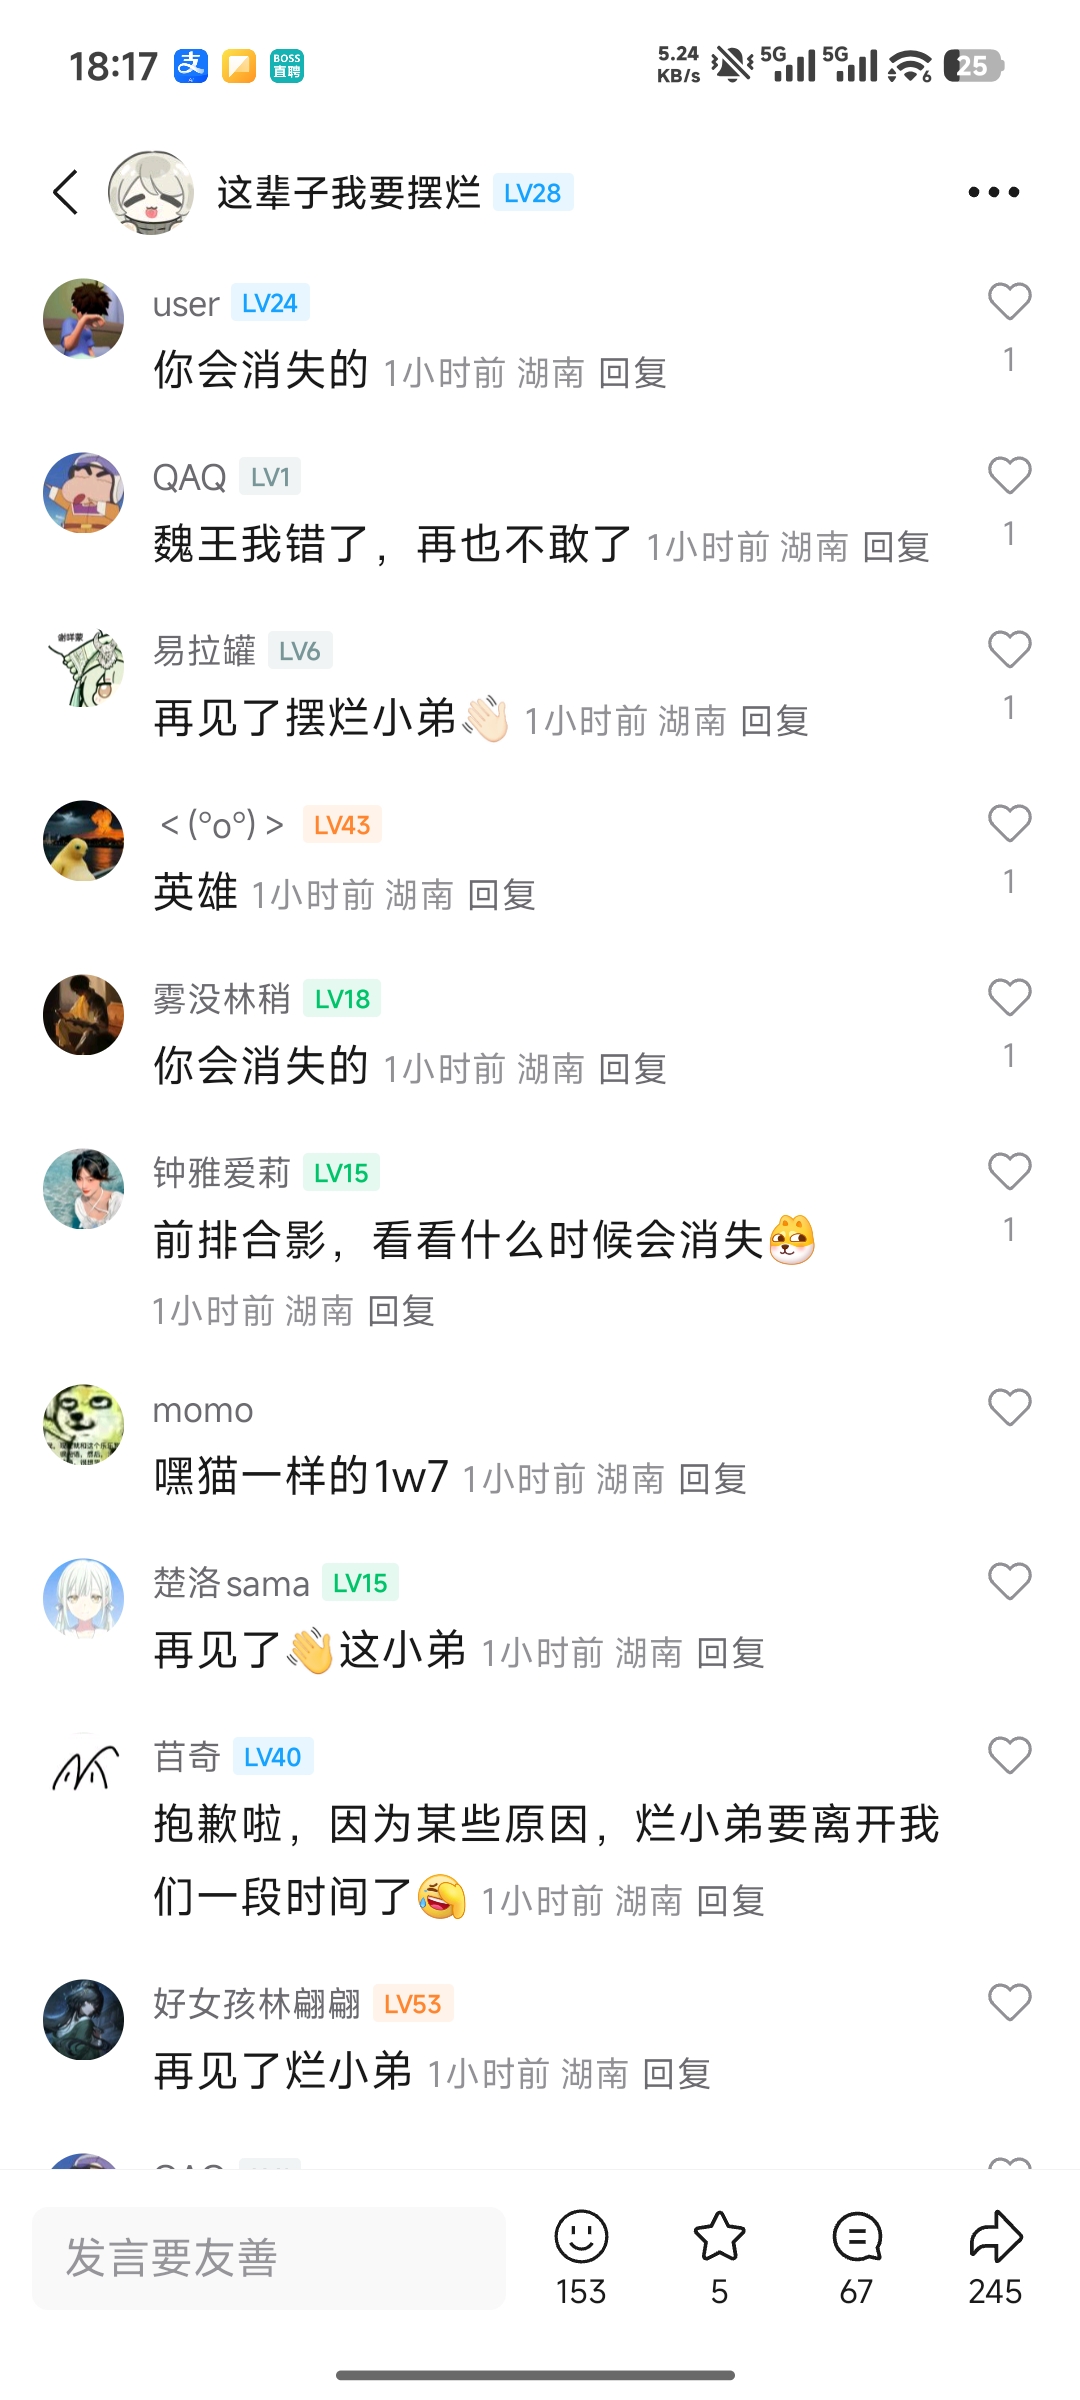 18:17
支
BOSS
直聘
5.24
KB/s
5G
5G
6
25
这辈子我要摆烂 LV28
user LV24
你会消失的 1小时前 湖南 回复
1
QAQ LV1
魏王我错了，再也不敢了 1小时前 湖南 回复
1
易拉罐 LV6
再见了摆烂小弟👋🏻 1小时前 湖南 回复
1
<(°o°)> LV43
英雄 1小时前 湖南 回复
1
雾没林稍 LV18
你会消失的 1小时前 湖南 回复
1
钟雅爱莉 LV15
前排合影，看看什么时候会消失
1小时前 湖南 回复
1
momo
嘿猫一样的1w7 1小时前 湖南 回复
楚洛sama LV15
再见了👋这小弟 1小时前 湖南 回复
苩奇 LV40
抱歉啦，因为某些原因，烂小弟要离开我
们一段时间了 1小时前 湖南 回复
好女孩林翩翩 LV53
再见了烂小弟 1小时前 湖南 回复
发言要友善
153
5
67
245